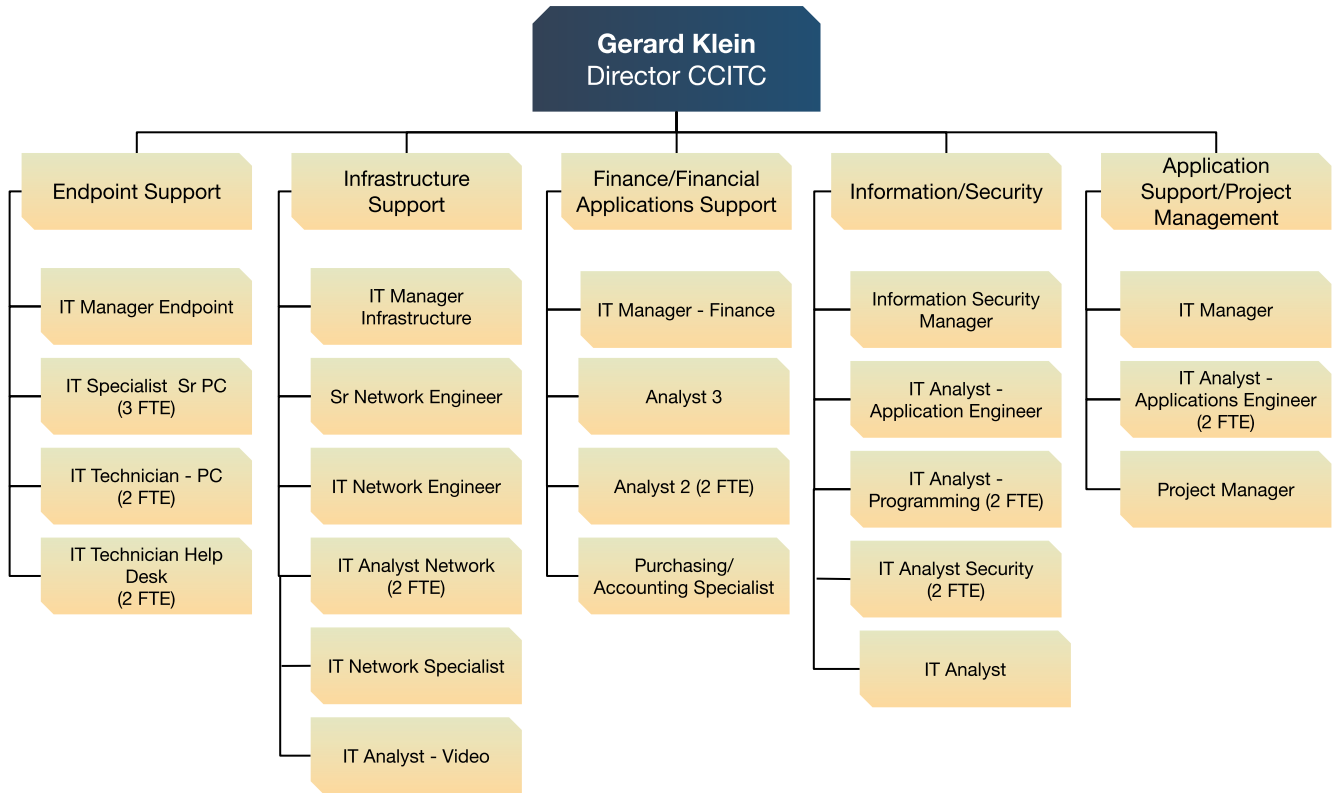 Gerard Klein
Director CCITC
Endpoint Support
IT Manager Endpoint
IT Specialist  Sr PC
(3 FTE)
IT Technician - PC
(2 FTE)
IT Technician Help
Desk
(2 FTE)
Infrastructure
Support
IT Manager
Infrastructure
Sr Network Engineer
IT Network Engineer
IT Analyst Network
(2 FTE)
IT Network Specialist
IT Analyst - Video
Finance/Financial
Applications Support
IT Manager - Finance
Analyst 3
Analyst 2 (2 FTE)
Purchasing/
Accounting Specialist
Information/Security
Information Security
Manager
IT Analyst -
Application Engineer
IT Analyst -
Programming (2 FTE)
IT Analyst Security
(2 FTE)
IT Analyst
Application
Support/Project
Management
IT Manager
IT Analyst -
Applications Engineer
(2 FTE)
Project Manager